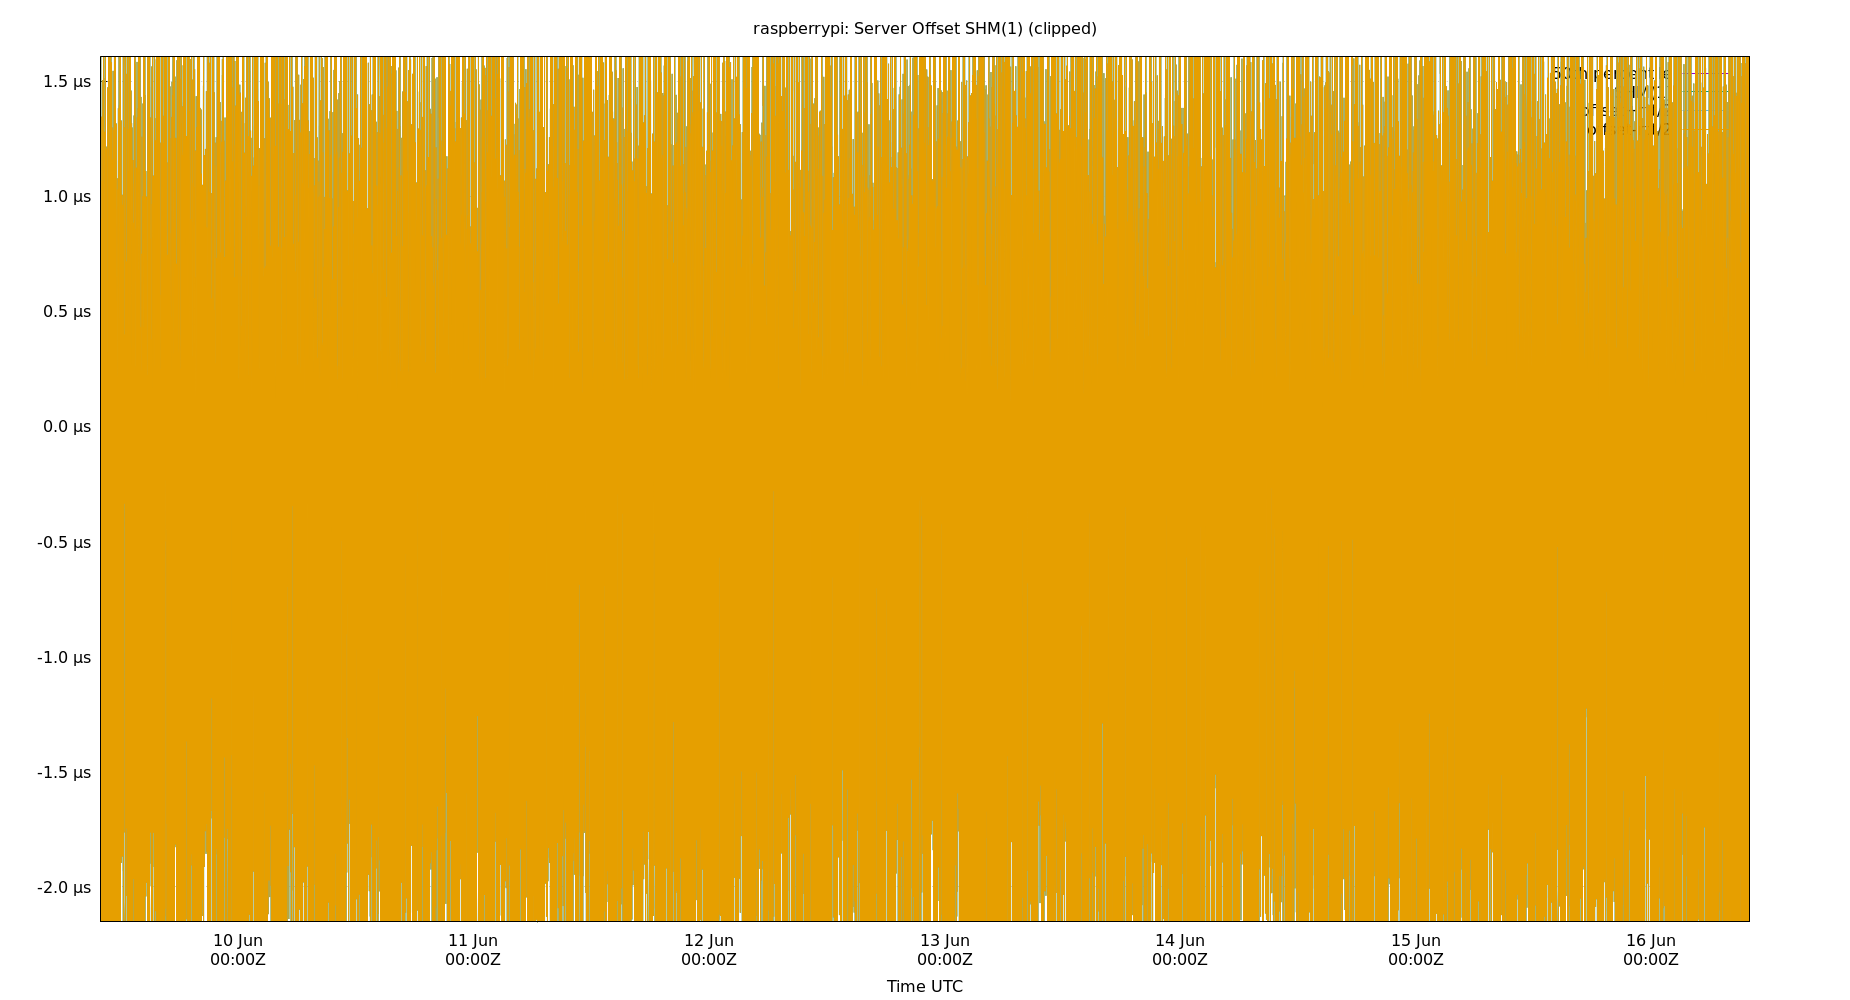 raspberrypi: Server Offset SHM(1) (clipped)
1.5 µs
1.0 µs
0.5 µs
0.0 µs
-0.5 µs
-1.0 µs
-1.5 µs
-2.0 µs
10 Jun 11 Jun 12 Jun 13 Jun 14 Jun 15 Jun 16 Jun
00:00Z 00:00Z 00:00Z 00:00Z 00:00Z 00:00Z 00:00Z
Time UTC